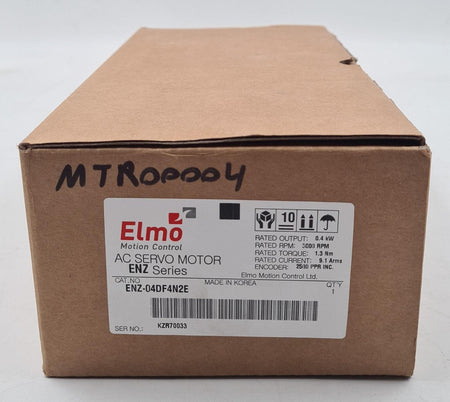 MTR00004
Elmo
Motion Control
10
AC SERVO MOTOR
ENZ Series
RATED OUTPUT: 0.4 kW
RATED RPM: 3000 RPM
RATED TORQUE: 1.3 Nm
RATED CURRENT: 9.1 Arms
ENCODER: 2500 PPR INC.
Elmo Motion Control Ltd.
CAT.NO: MADE IN KOREA QTY
ENZ-04DF4N2E 1
SER NO.: KZR70033